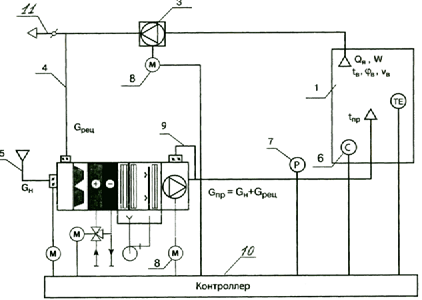 11
3
4
М
8
Qв , W
tв, φв, vв
1
tпр
TE
Gрец
9
5
7
Gн
P
6
C
Gпр = Gн+Gрец
М
М
8
М
10
Контроллер